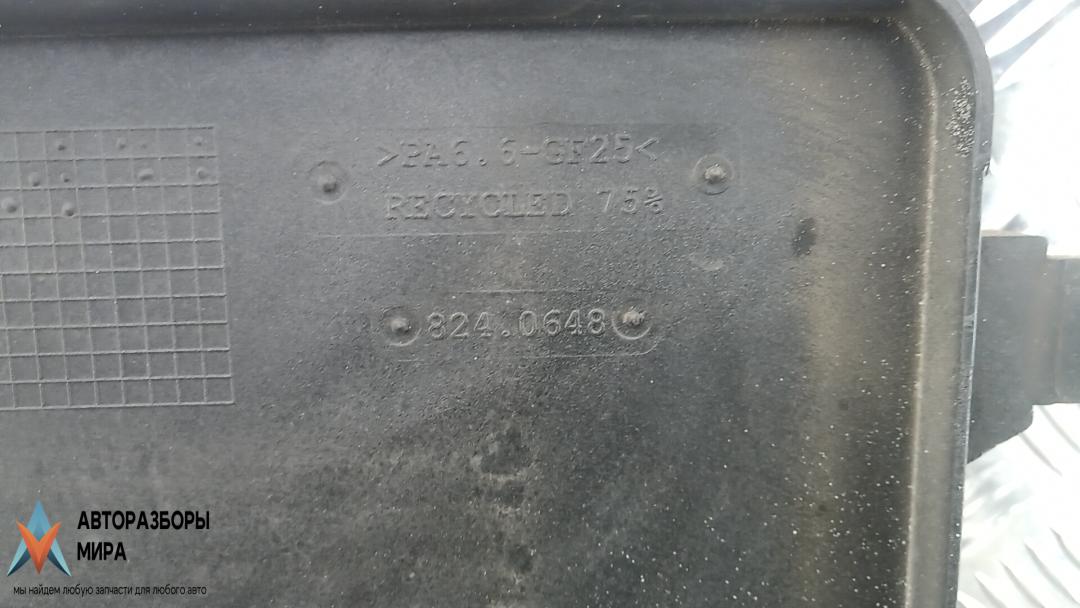 >PA6.6-GF25<
RECYCLED 75%
824.0648
АВТОРАЗБОРЫ
МИРА
мы найдем любую запчасти для любого авто